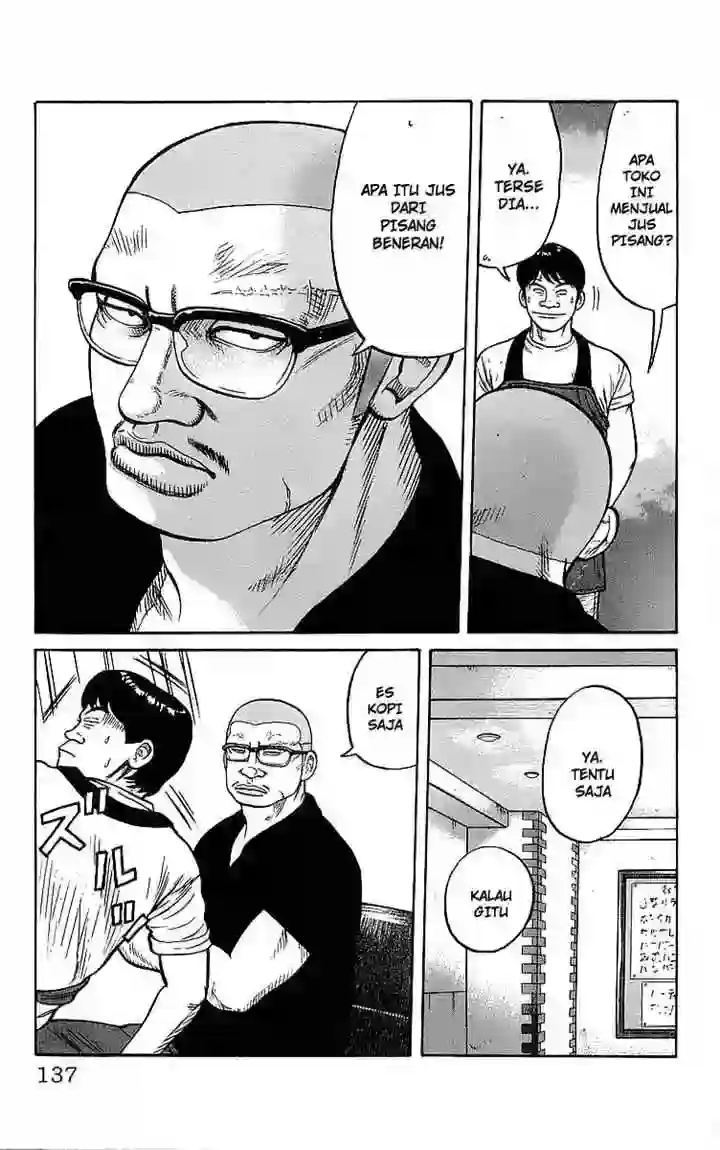 APA
TOKO
INI
MENJUAL
JUS
PISANG?
YA.
TERSE
DIA...
APA ITU JUS
DARI
PISANG
BENERAN!
YA.
TENTU
SAJA
KALAU
GITU
ES
KOPI
SAJA
ズルッ
137